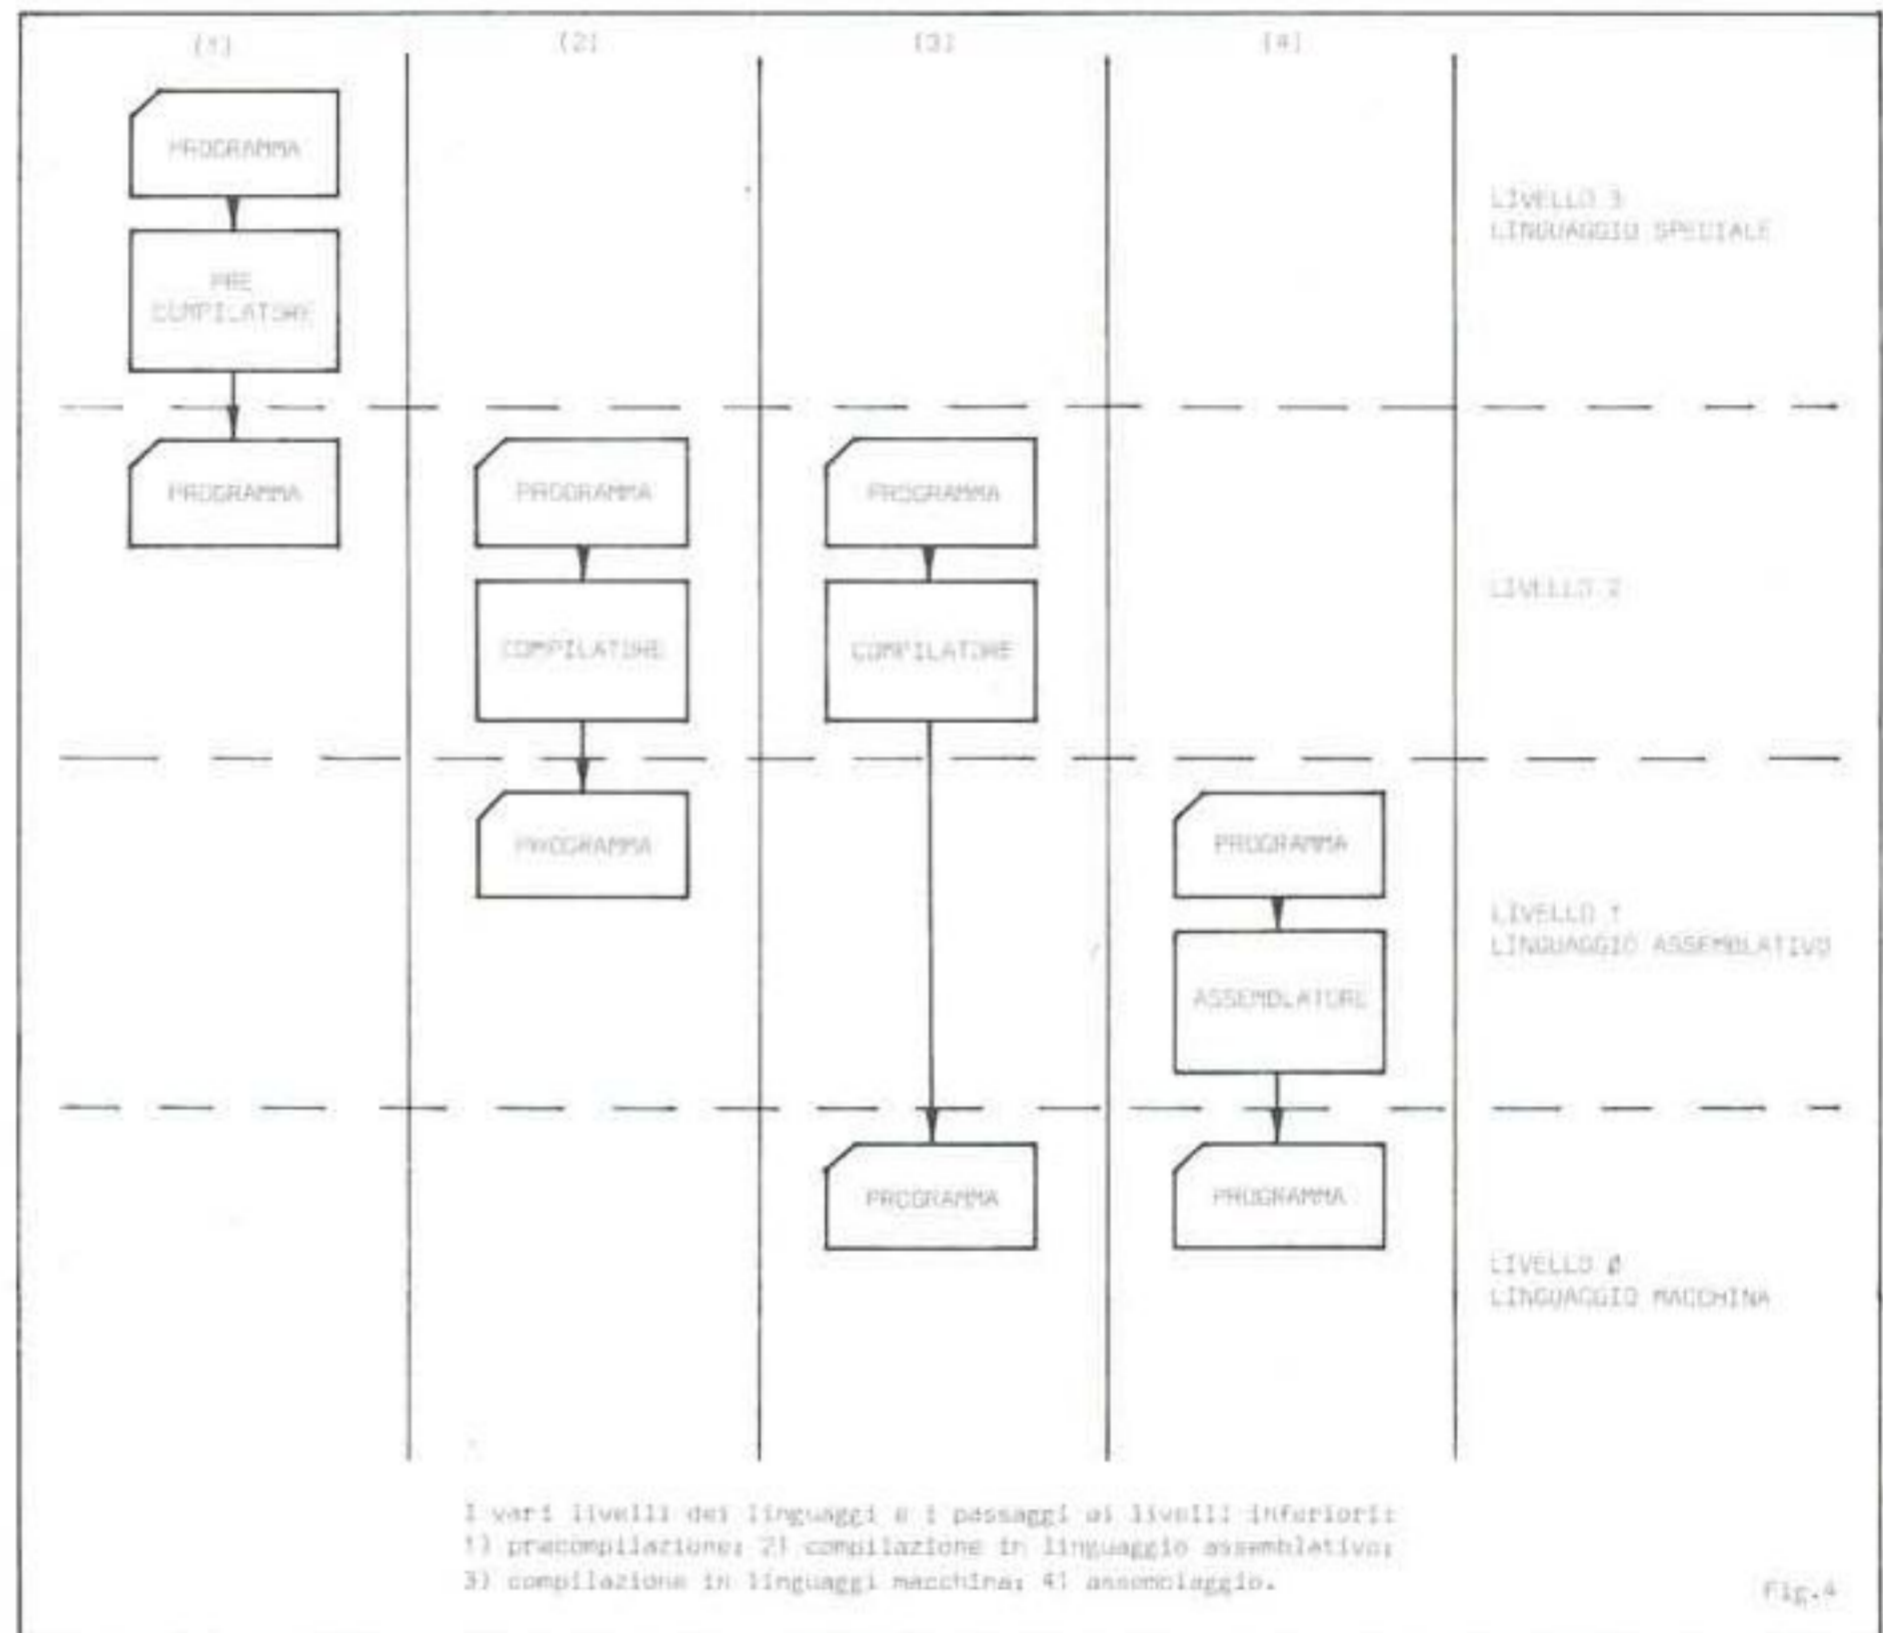 (1)
(2)
(3)
(4)
PROGRAMMA
LIVELLO 3
LINGUAGGIO SPECIALE
PRE
COMPILATORE
PROGRAMMA
PROGRAMMA
PROGRAMMA
LIVELLO 2
COMPILATORE
COMPILATORE
PROGRAMMA
PROGRAMMA
LIVELLO 1
LINGUAGGIO ASSEMBLATIVO
ASSEMBLATORE
PROGRAMMA
PROGRAMMA
LIVELLO Ø
LINGUAGGIO MACCHINA
I vari livelli dei linguaggi e i passaggi ai livelli inferiori:
1) precompilazione; 2) compilazione in linguaggio assemblativo;
3) compilazione in linguaggi macchina; 4) assemblaggio.
Fig.4